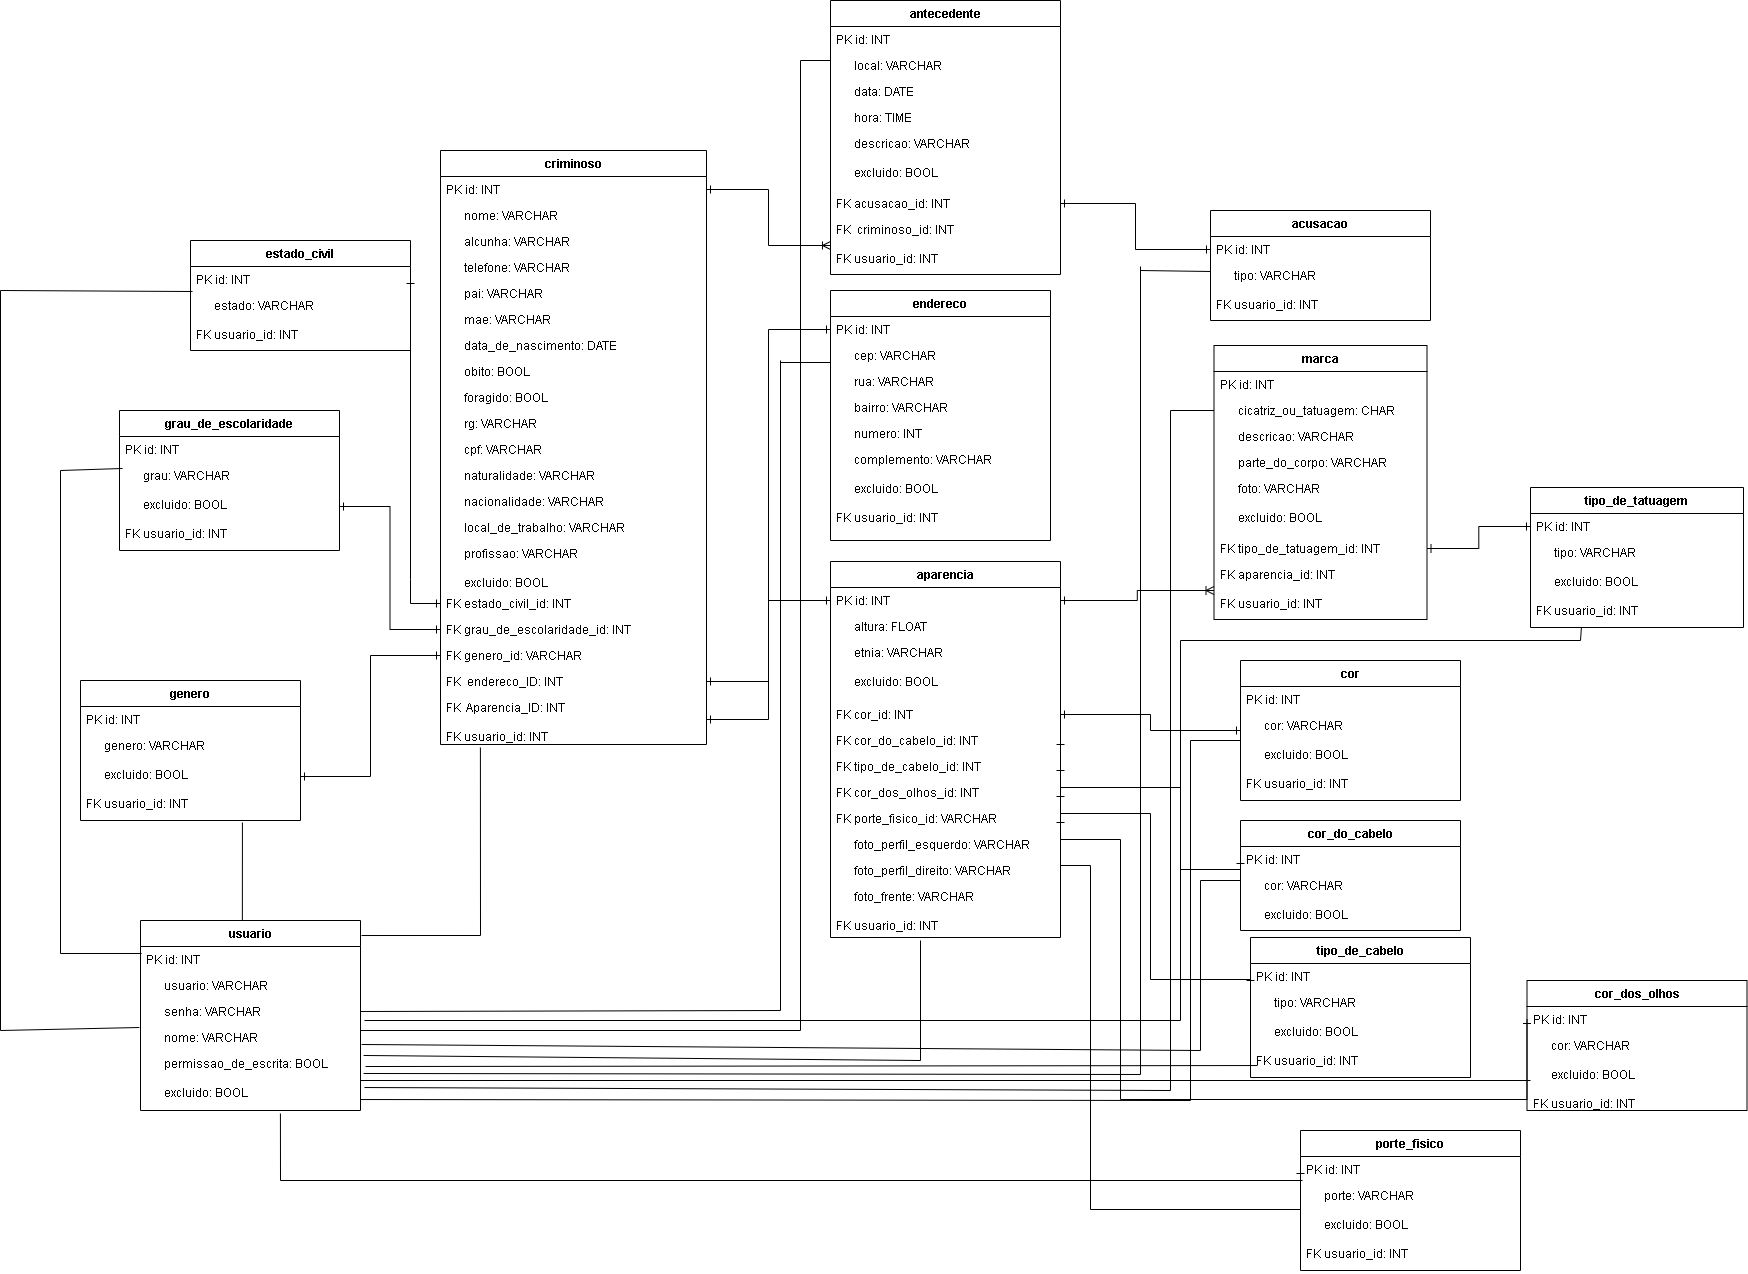 antecedente
PK id: INT
local: VARCHAR
data: DATE
hora: TIME
descricao: VARCHAR
excluido: BOOL
FK acusacao_id: INT
FK criminoso_id: INT
FK usuario_id: INT
criminoso
PK id: INT
nome: VARCHAR
alcunha: VARCHAR
telefone: VARCHAR
pai: VARCHAR
mae: VARCHAR
data_de_nascimento: DATE
obito: BOOL
foragido: BOOL
rg: VARCHAR
cpf: VARCHAR
naturalidade: VARCHAR
nacionalidade: VARCHAR
local_de_trabalho: VARCHAR
profissao: VARCHAR
excluido: BOOL
FK estado_civil_id: INT
FK grau_de_escolaridade_id: INT
FK genero_id: VARCHAR
FK endereco_ID: INT
FK Aparencia_ID: INT
FK usuario_id: INT
acusacao
PK id: INT
tipo: VARCHAR
FK usuario_id: INT
estado_civil
PK id: INT
estado: VARCHAR
FK usuario_id: INT
endereco
PK id: INT
cep: VARCHAR
rua: VARCHAR
bairro: VARCHAR
numero: INT
complemento: VARCHAR
excluido: BOOL
FK usuario_id: INT
marca
PK id: INT
cicatriz_ou_tatuagem: CHAR
descricao: VARCHAR
parte_do_corpo: VARCHAR
foto: VARCHAR
excluido: BOOL
FK tipo_de_tatuagem_id: INT
FK aparencia_id: INT
FK usuario_id: INT
grau_de_escolaridade
PK id: INT
grau: VARCHAR
excluido: BOOL
FK usuario_id: INT
tipo_de_tatuagem
PK id: INT
tipo: VARCHAR
excluido: BOOL
FK usuario_id: INT
aparencia
PK id: INT
altura: FLOAT
etnia: VARCHAR
excluido: BOOL
FK cor_id: INT
FK cor_do_cabelo_id: INT
FK tipo_de_cabelo_id: INT
FK cor_dos_olhos_id: INT
FK porte_fisico_id: VARCHAR
foto_perfil_esquerdo: VARCHAR
foto_perfil_direito: VARCHAR
foto_frente: VARCHAR
FK usuario_id: INT
cor
PK id: INT
cor: VARCHAR
excluido: BOOL
FK usuario_id: INT
genero
PK id: INT
genero: VARCHAR
excluido: BOOL
FK usuario_id: INT
cor_do_cabelo
PK id: INT
cor: VARCHAR
excluido: BOOL
usuario
PK id: INT
usuario: VARCHAR
senha: VARCHAR
nome: VARCHAR
permissao_de_escrita: BOOL
excluido: BOOL
tipo_de_cabelo
PK id: INT
tipo: VARCHAR
excluido: BOOL
FK usuario_id: INT
cor_dos_olhos
PK id: INT
cor: VARCHAR
excluido: BOOL
FK usuario_id: INT
porte_fisico
PK id: INT
porte: VARCHAR
excluido: BOOL
FK usuario_id: INT